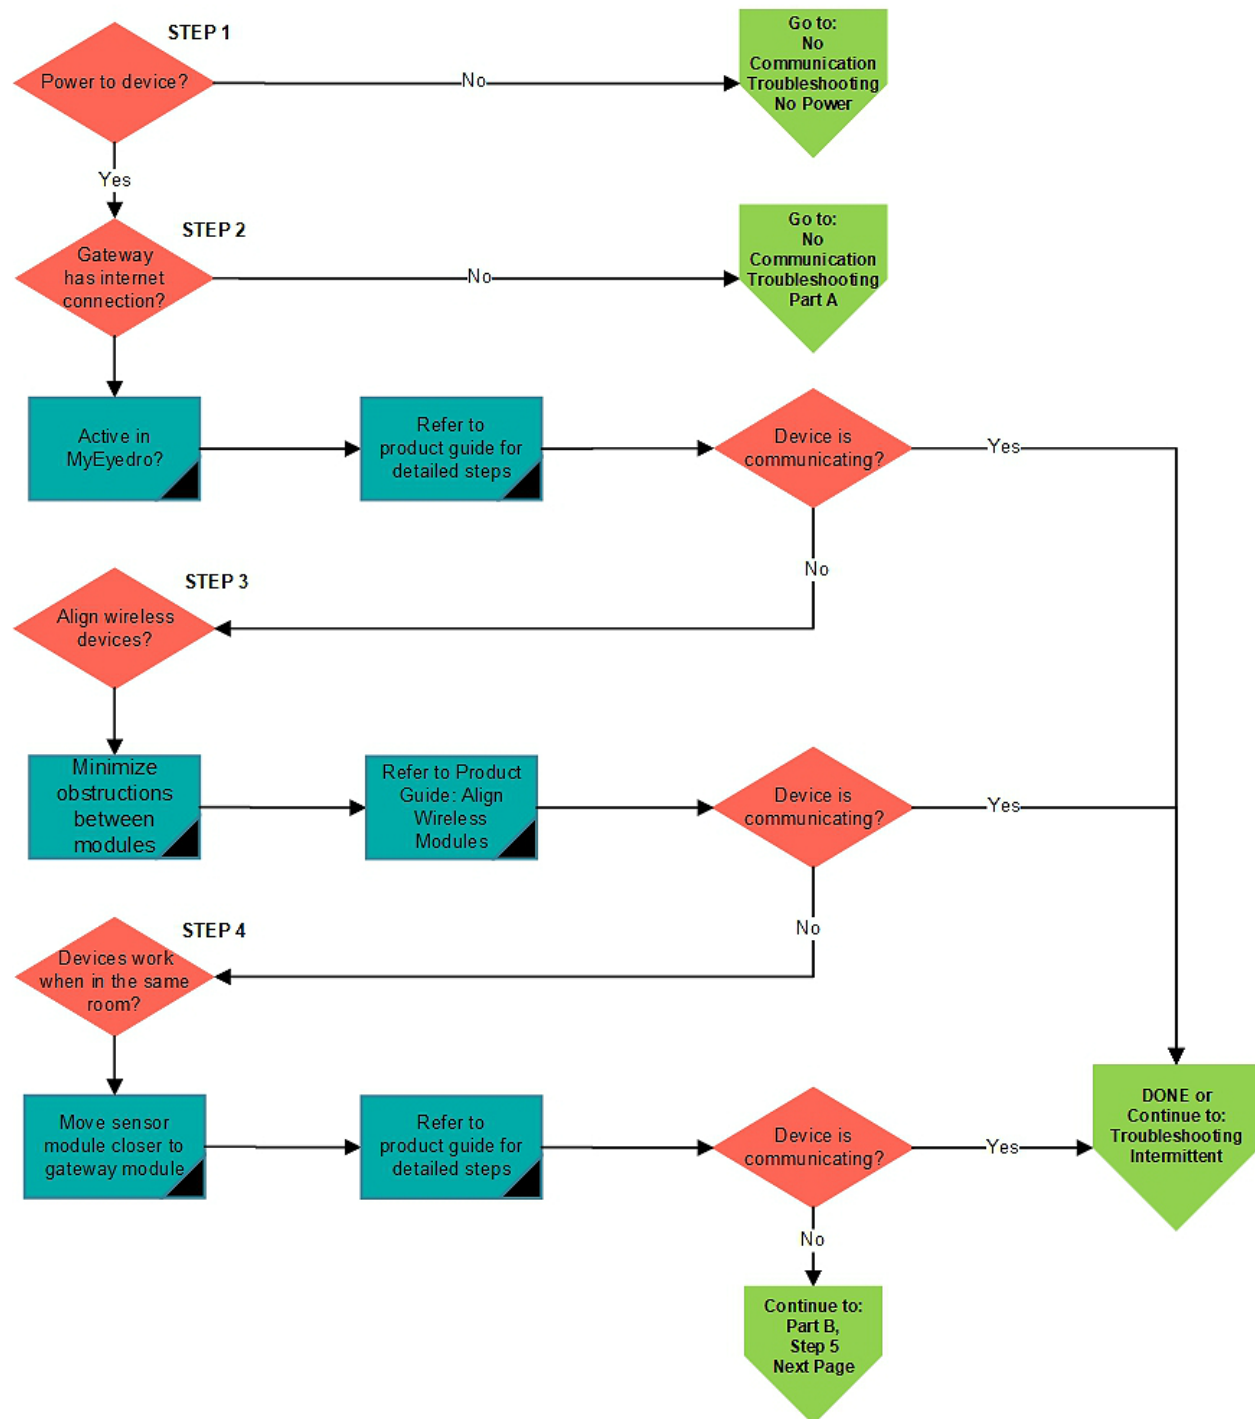 STEP 1
Power to device?
No
Go to:
No
Communication
Troubleshooting
No Power
Yes
STEP 2
Gateway
has internet
connection?
No
Go to:
No
Communication
Troubleshooting
Part A
Active in
MyEyedro?
Refer to
product guide for
detailed steps
Device is
communicating?
Yes
No
STEP 3
Align wireless
devices?
Minimize
obstructions
between
modules
Refer to Product
Guide: Align
Wireless
Modules
Device is
communicating?
Yes
No
STEP 4
Devices work
when in the same
room?
Move sensor
module closer to
gateway module
Refer to
product guide for
detailed steps
Device is
communicating?
Yes
DONE or
Continue to:
Troubleshooting
Intermittent
No
Continue to:
Part B,
Step 5
Next Page